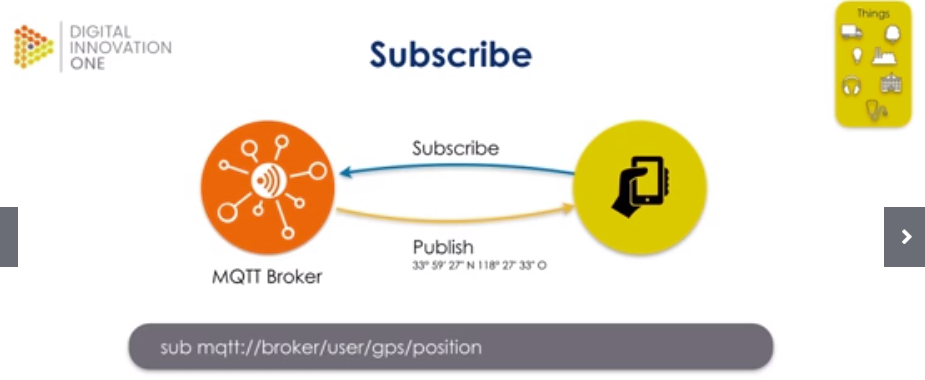 DIGITAL
INNOVATION
ONE
Subscribe
Things
Subscribe
Publish
33° 59' 27" N 118° 27' 33" O
MQTT Broker
sub mqtt://broker/user/gps/position